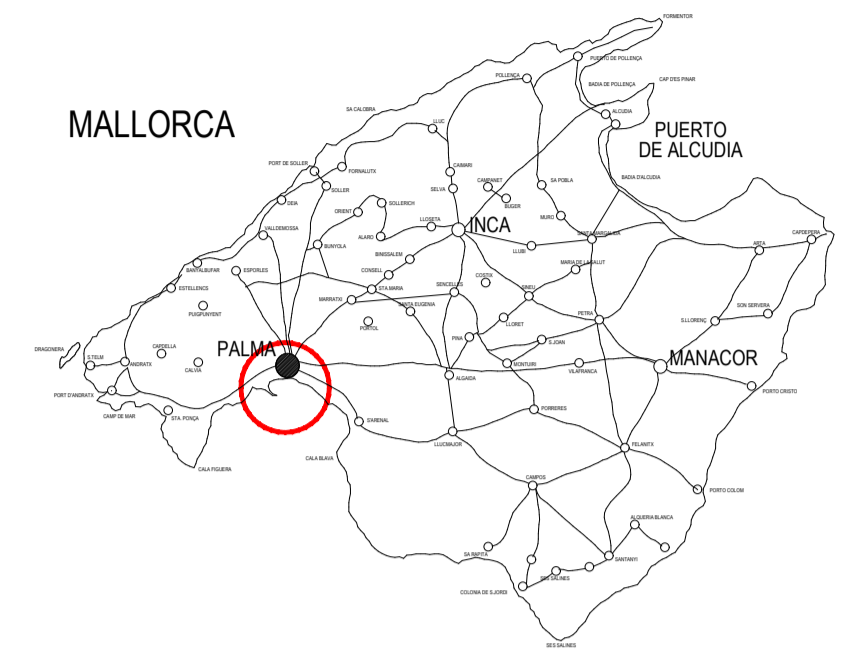 FORMENTOR
PUERTO DE POLLENÇA
POLLENÇA
CAP D'ES PINAR
BADIA DE POLLENÇA
SA CALOBRA
ALCUDIA
MALLORCA
LLUC
PUERTO
DE ALCUDIA
PORT DE SOLLER
FORNALUTX
CAIMARI
CAMPANET
SA POBLA
BADIA D'ALCUDIA
SOLLER
SELVA
DEIA
SOLLERICH
BUGER
ORIENT
MURO
VALLDEMOSSA
LLOSETA
INCA
SANTA MARGALIDA
CAPDEPERA
ALARO
BUNYOLA
LLUBI
ARTA
BINISSALEM
MARIA DE LA SALUT
BANYALBUFAR
ESPORLES
CONSELL
COSTIX
ESTELLENCS
STA.MARIA
SENCELLES
SINEU
MARRATXI
SANTA EUGENIA
SON SERVERA
PUIGPUNYENT
PETRA
S.LLORENÇ
PORTOL
LLORET
DRAGONERA
CAPDELLA
PALMA
PINA
S.JOAN
S.TELM
ANDRATX
CALVIA
MONTUIRI
VILAFRANCA
MANACOR
ALGAIDA
PORTO CRISTO
PORT D'ANDRATX
CAMP DE MAR
STA. PONÇA
S'ARENAL
PORRERES
LLUCMAJOR
FELANITX
CALA FIGUERA
CALA BLAVA
CAMPOS
PORTO COLOM
ALQUERIA BLANCA
SA RAPITA
SANTANYI
SES SALINES
COLONIA DE S.JORDI
SES SALINES